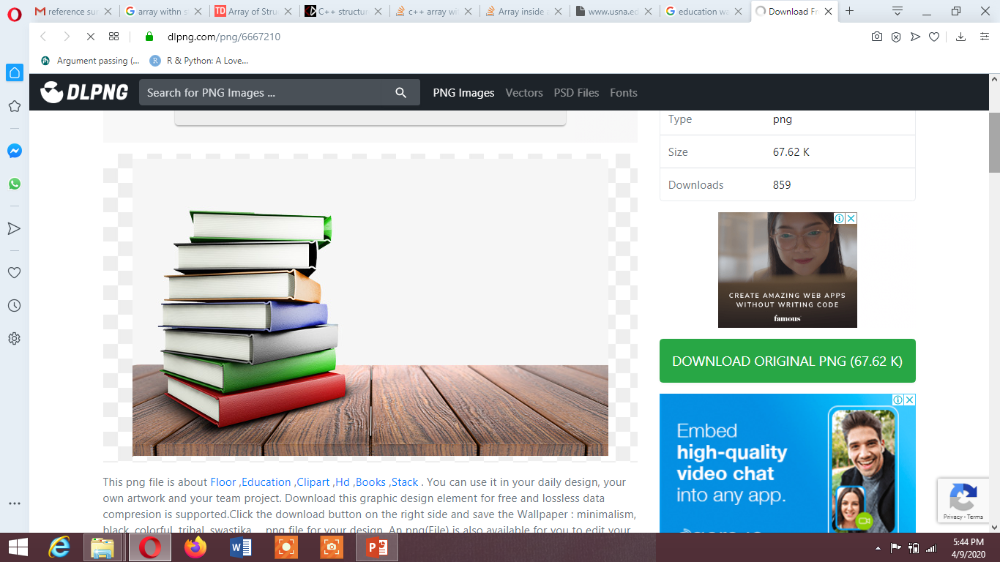 reference sur
array withn s
Array of Stru
C++ structur
c++ array wi
Array inside
www.usna.ed
education wa
Download Fr
dlpng.com/png/6667210
Argument passing (...
R & Python: A Love...
DLPNG
Search for PNG Images ...
PNG Images
Vectors
PSD Files
Fonts
Type png
Size 67.62 K
Downloads 859
CREATE AMAZING WEB APPS
WITHOUT WRITING CODE
famous
DOWNLOAD ORIGINAL PNG (67.62 K)
Embed
high-quality
video chat
into any app.
This png file is about Floor ,Education ,Clipart ,Hd ,Books ,Stack . You can use it in your daily design, your
own artwork and your team project. Download this graphic design element for free and lossless data
compresion is supported.Click the download button on the right side and save the Wallpaper : minimalism,
black, colorful, tribal, swastika, ... png file for your design. An png(File) is also available for you to edit your
Privacy - Terms
5:44 PM
4/9/2020